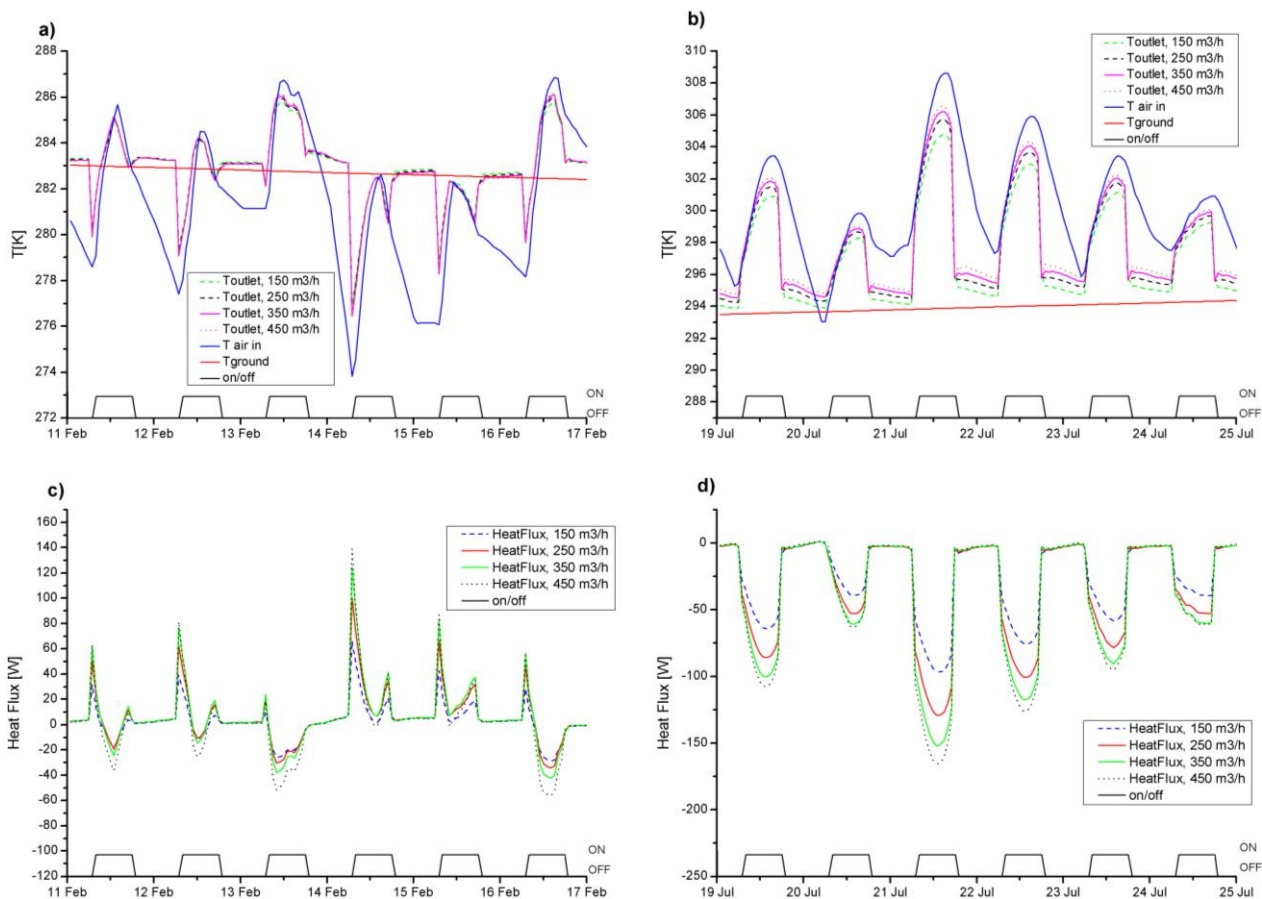 a)
T[K]
288
286
284
282
280
278
276
274
272
Toutlet, 150 m3/h
Toutlet, 250 m3/h
Toutlet, 350 m3/h
Toutlet, 450 m3/h
T air in
Tground
on/off
ON
OFF
11 Feb 12 Feb 13 Feb 14 Feb 15 Feb 16 Feb 17 Feb
b)
T[K]
310
308
306
304
302
300
298
296
294
292
290
288
Toutlet, 150 m3/h
Toutlet, 250 m3/h
Toutlet, 350 m3/h
Toutlet, 450 m3/h
T air in
Tground
on/off
ON
OFF
19 Jul 20 Jul 21 Jul 22 Jul 23 Jul 24 Jul 25 Jul
c)
Heat Flux [W]
160
140
120
100
80
60
40
20
0
-20
-40
-60
-80
-100
-120
HeatFlux, 150 m3/h
HeatFlux, 250 m3/h
HeatFlux, 350 m3/h
HeatFlux, 450 m3/h
on/off
ON
OFF
11 Feb 12 Feb 13 Feb 14 Feb 15 Feb 16 Feb 17 Feb
d)
Heat Flux [W]
0
-50
-100
-150
-200
-250
HeatFlux, 150 m3/h
HeatFlux, 250 m3/h
HeatFlux, 350 m3/h
HeatFlux, 450 m3/h
on/off
ON
OFF
19 Jul 20 Jul 21 Jul 22 Jul 23 Jul 24 Jul 25 Jul